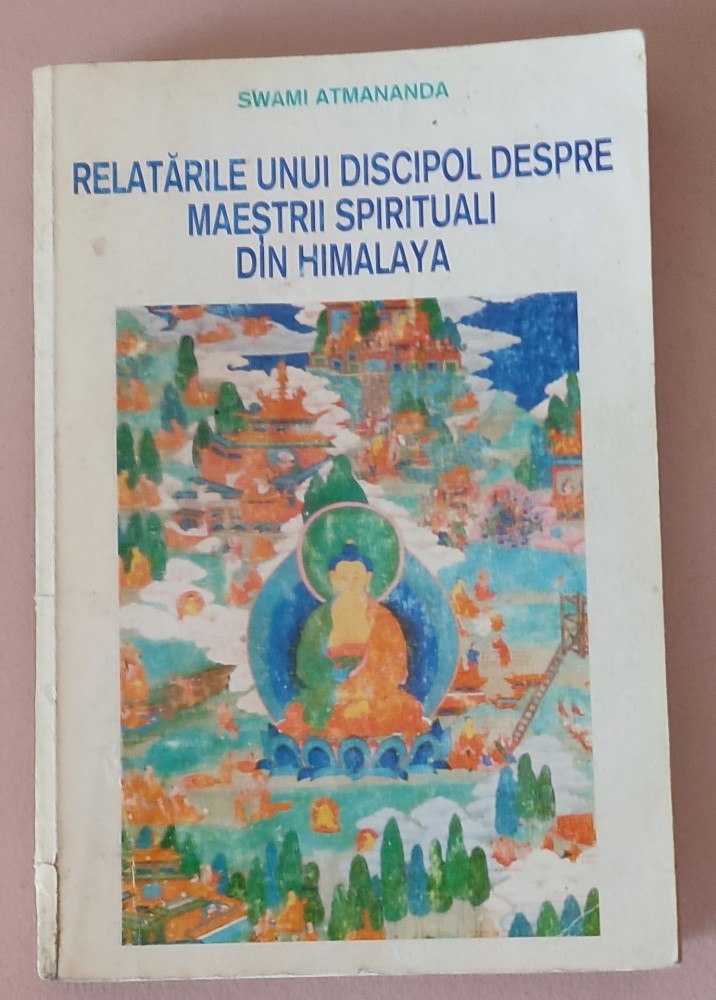 SWAMI ATMANANDA
RELATĂRILE UNUI DISCIPOL DESPRE
MAEȘTRII SPIRITUALI
DIN HIMALAYA